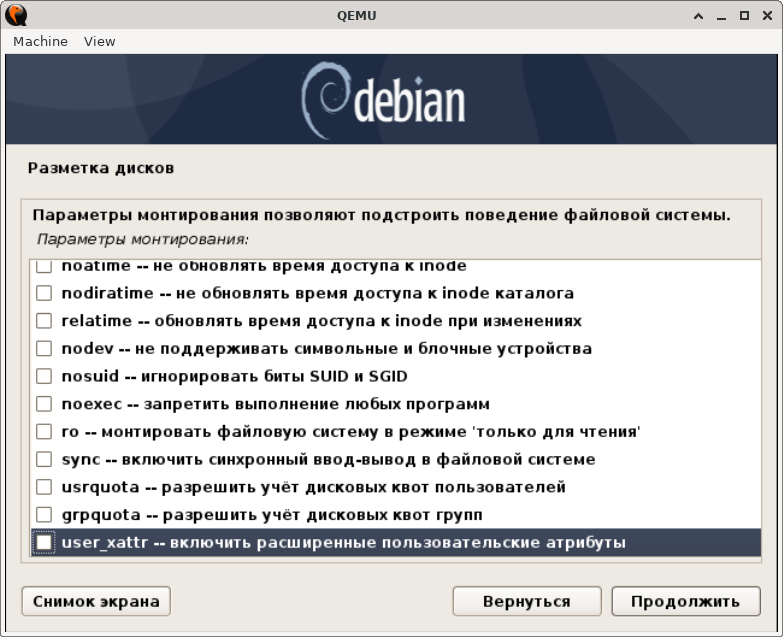 QEMU
Machine View
debian
Разметка дисков
Параметры монтирования позволяют подстроить поведение файловой системы.
Параметры монтирования:
noatime -- не обновлять время доступа к inode
nodiratime -- не обновлять время доступа к inode каталога
relatime -- обновлять время доступа к inode при изменениях
nodev -- не поддерживать символьные и блочные устройства
nosuid -- игнорировать биты SUID и SGID
noexec -- запретить выполнение любых программ
ro -- монтировать файловую систему в режиме 'только для чтения'
sync -- включить синхронный ввод-вывод в файловой системе
usrquota -- разрешить учёт дисковых квот пользователей
grpquota -- разрешить учёт дисковых квот групп
user_xattr -- включить расширенные пользовательские атрибуты
Снимок экрана Вернуться Продолжить